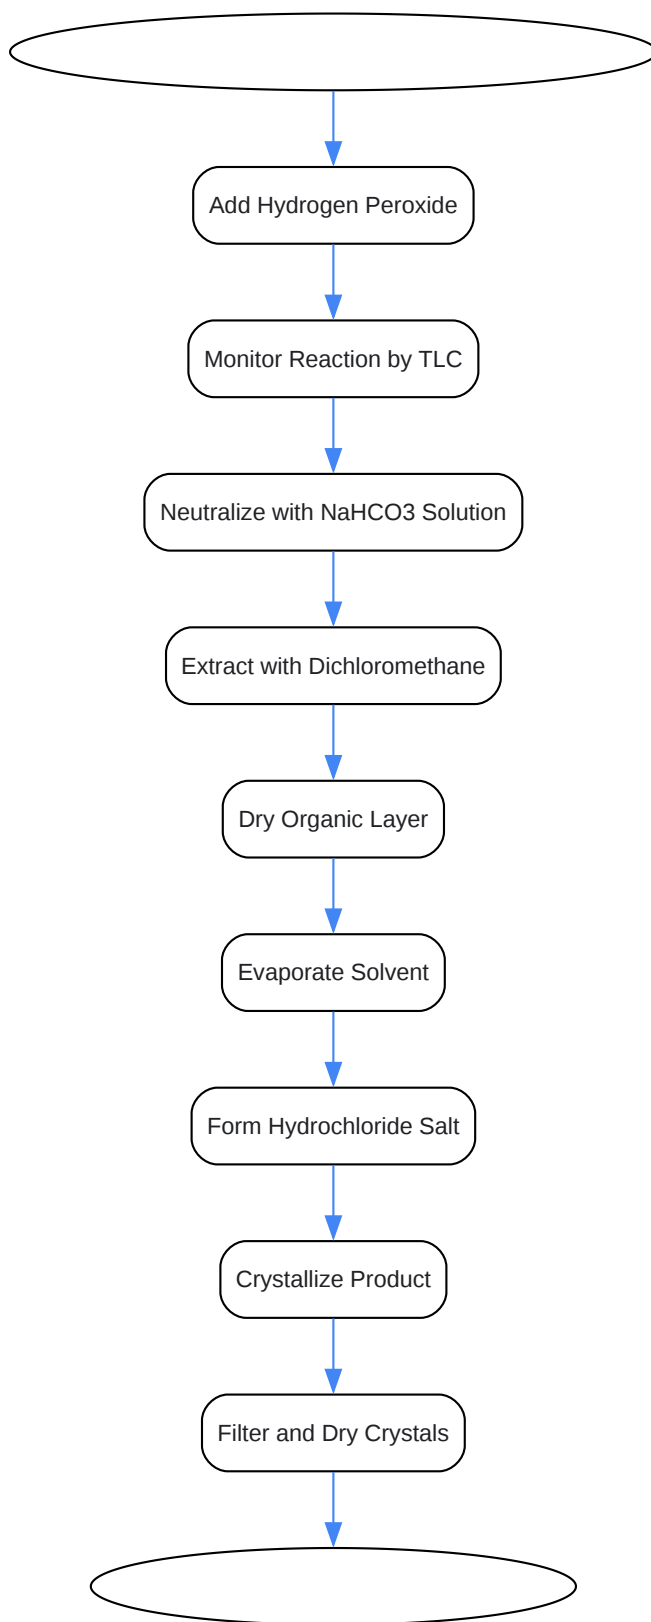 Add Hydrogen Peroxide
Monitor Reaction by TLC
Neutralize with NaHCO3 Solution
Extract with Dichloromethane
Dry Organic Layer
Evaporate Solvent
Form Hydrochloride Salt
Crystallize Product
Filter and Dry Crystals